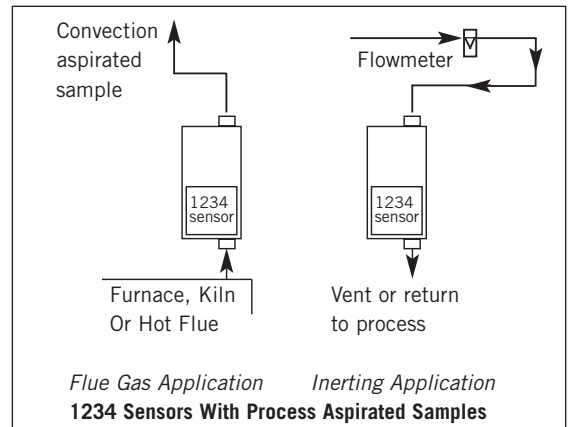 Convection
aspirated
sample
1234
sensor
Furnace, Kiln
Or Hot Flue
Flowmeter
1234
sensor
Vent or return
to process
Flue Gas Application
Inerting Application
1234 Sensors With Process Aspirated Samples